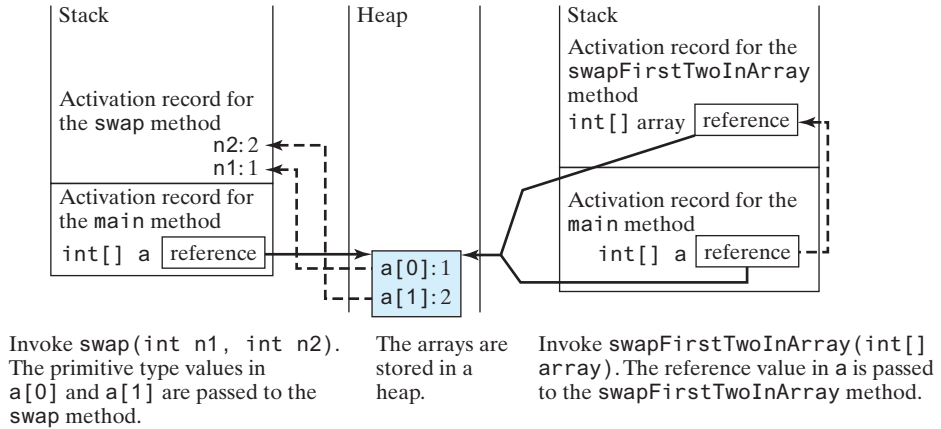 Stack
Activation record for
the swap method
n2: 2
n1: 1
Activation record for
the main method
int[] a reference
Heap
a[0]: 1
a[1]: 2
Stack
Activation record for the
swapFirstTwoInArray
method
int[] array reference
Activation record for the
main method
int[] a reference
Invoke swap(int n1, int n2).
The primitive type values in
a[0] and a[1] are passed to the
swap method.
The arrays are
stored in a
heap.
Invoke swapFirstTwoInArray(int[]
array). The reference value in a is passed
to the swapFirstTwoInArray method.